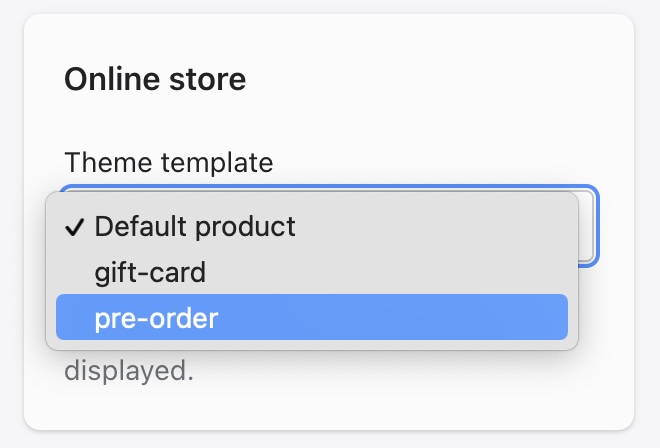 Online store
Theme template
✓ Default product
gift-card
pre-order
displayed.